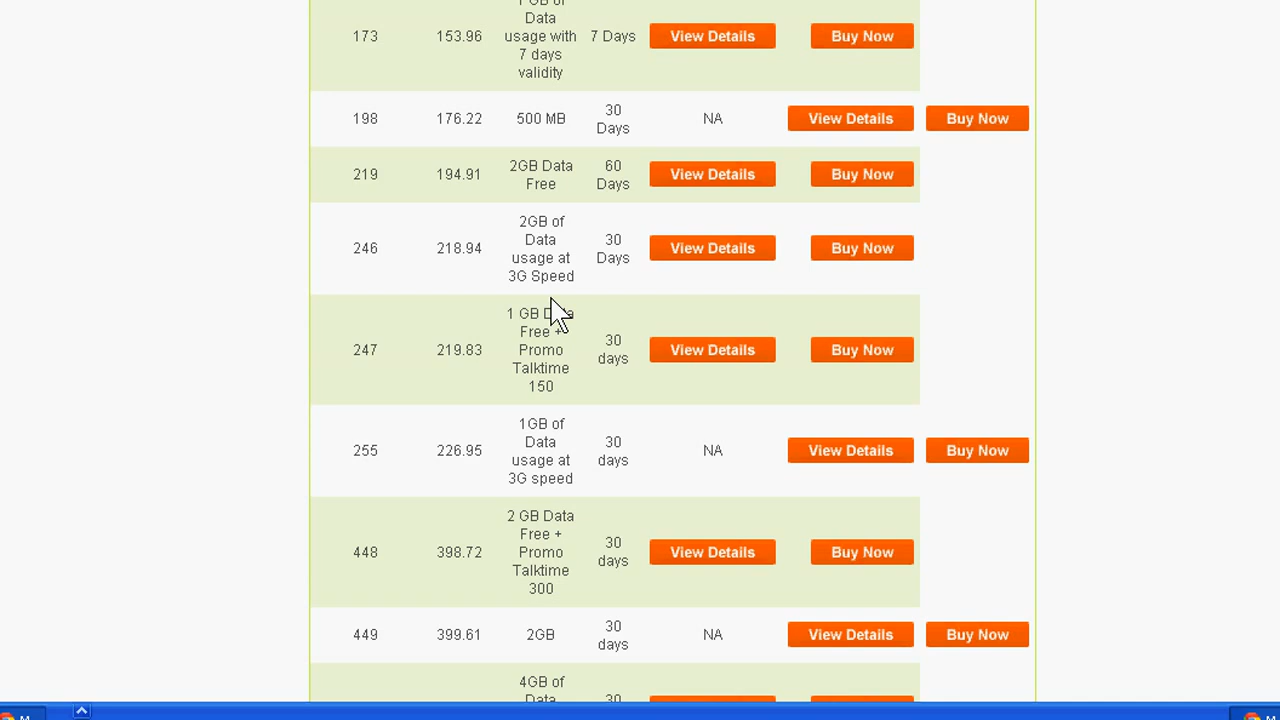 1 GB of
Data
173 153.96 usage with 7 Days View Details Buy Now
7 days
validity
198 176.22 500 MB 30 Days NA View Details Buy Now
219 194.91 2GB Data Free 60 Days View Details Buy Now
2GB of
Data
246 218.94 usage at 30 Days View Details Buy Now
3G Speed
1 GB Data
Free +
247 219.83 Promo 30 days View Details Buy Now
Talktime
150
1GB of
Data
255 226.95 usage at 30 days NA View Details Buy Now
3G speed
2 GB Data
Free +
448 398.72 Promo 30 days View Details Buy Now
Talktime
300
449 399.61 2GB 30 days NA View Details Buy Now
4GB of
Data 30
M
M